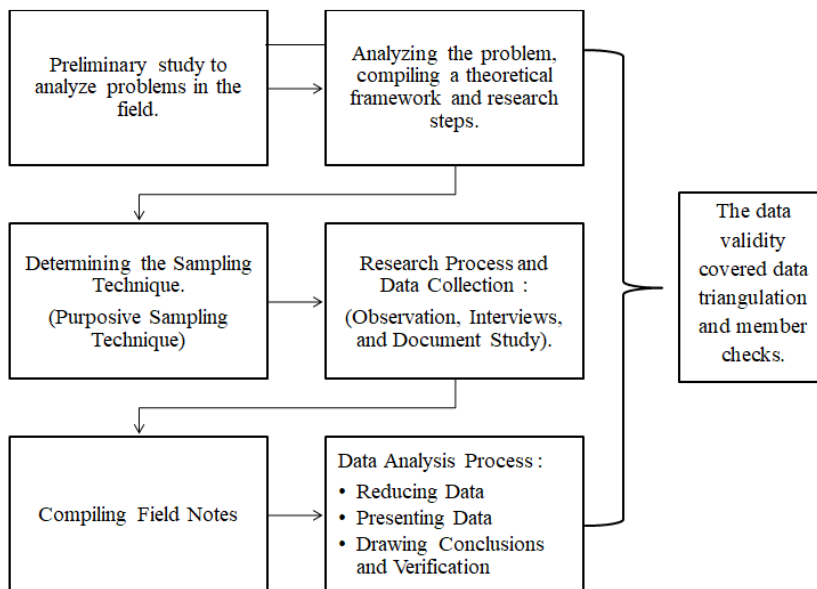 Preliminary study to
analyze problems in the
field.
Analyzing the problem,
compiling a theoretical
framework and research
steps.
Determining the Sampling
Technique.
(Purposive Sampling
Technique)
Research Process and
Data Collection :
(Observation, Interviews,
and Document Study).
Compiling Field Notes
Data Analysis Process :
• Reducing Data
• Presenting Data
• Drawing Conclusions
and Verification
The data
validity
covered data
triangulation
and member
checks.